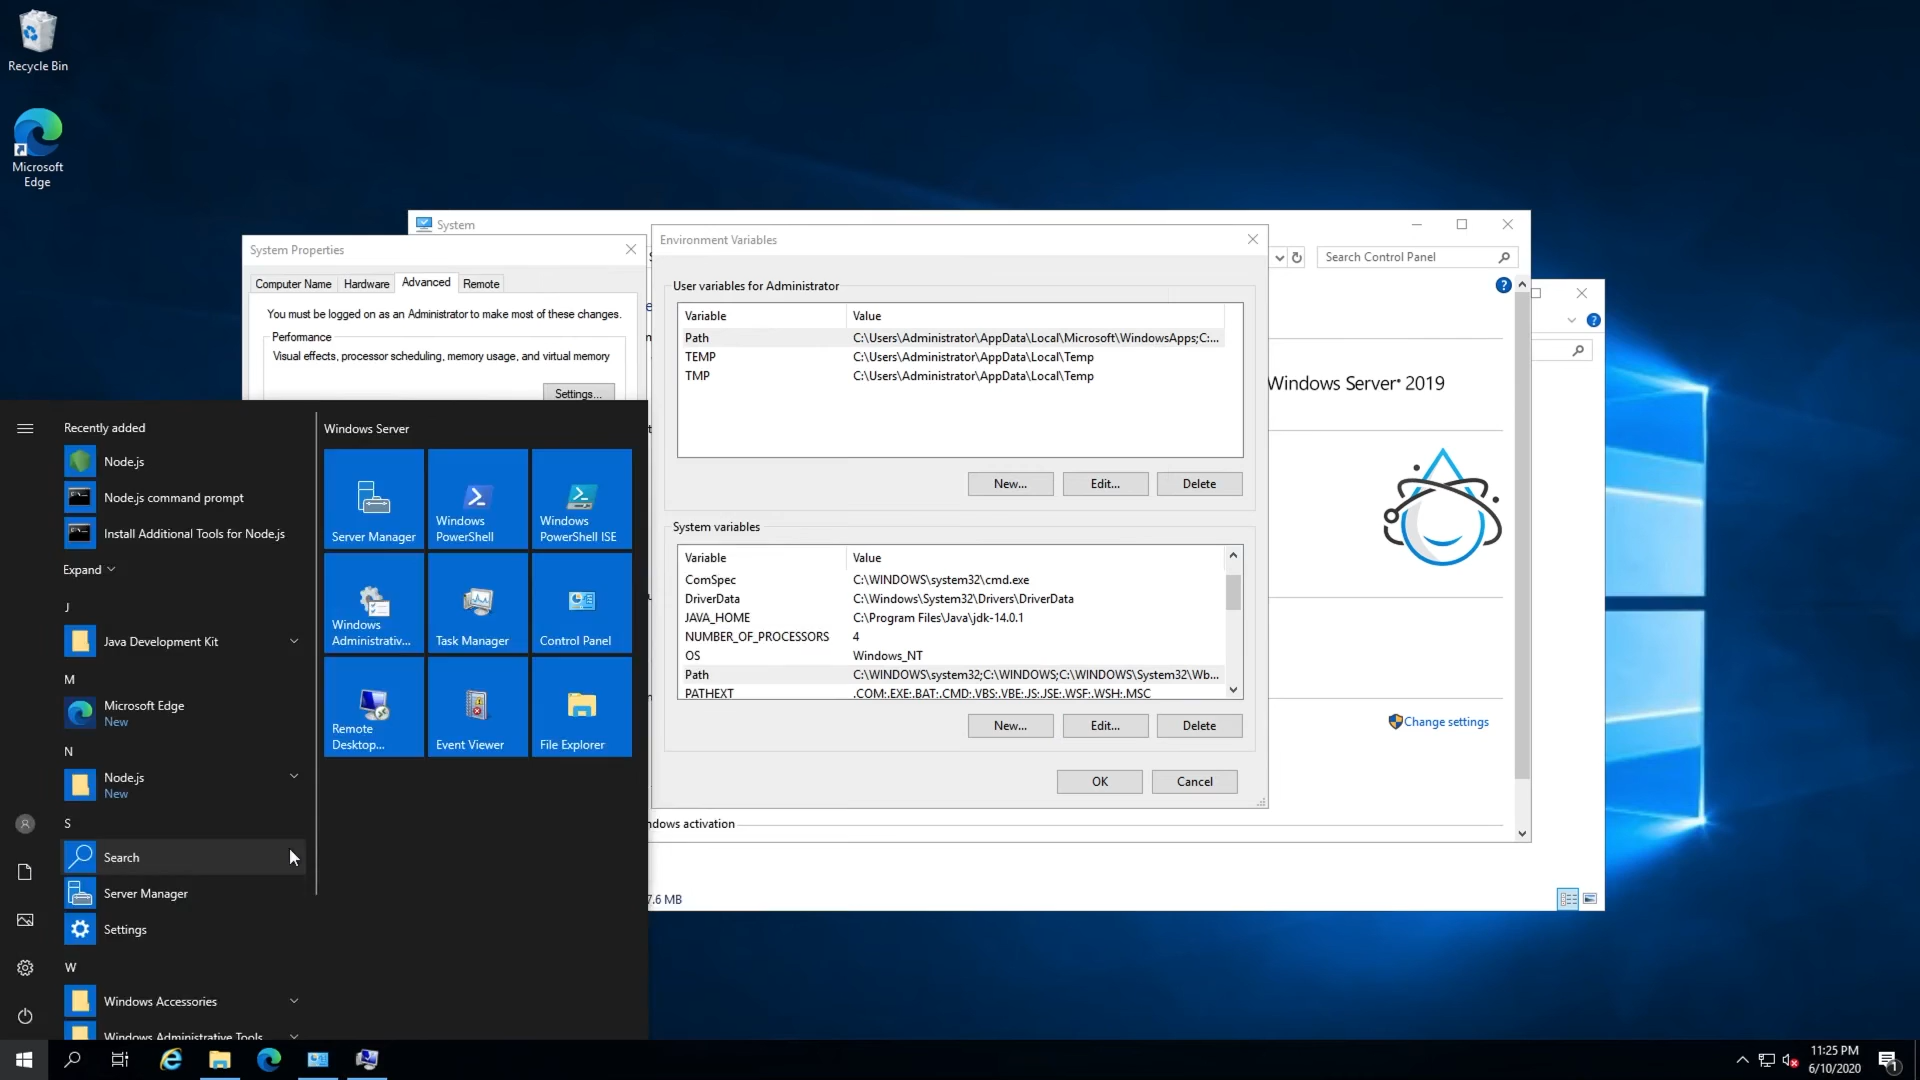 Recycle Bin
Microsoft
Edge
System
Search Control Panel
System Properties
Computer Name
Hardware
Advanced
Remote
You must be logged on as an Administrator to make most of these changes.
Performance
Visual effects, processor scheduling, memory usage, and virtual memory
Settings...
Environment Variables
User variables for Administrator
Variable Value
Path C:\Users\Administrator\AppData\Local\Microsoft\WindowsApps;C:...
TEMP C:\Users\Administrator\AppData\Local\Temp
TMP C:\Users\Administrator\AppData\Local\Temp
New...
Edit...
Delete
System variables
Variable Value
ComSpec C:\WINDOWS\system32\cmd.exe
DriverData C:\Windows\System32\Drivers\DriverData
JAVA_HOME C:\Program Files\Java\jdk-14.0.1
NUMBER_OF_PROCESSORS 4
OS Windows_NT
Path C:\WINDOWS\system32;C:\WINDOWS;C:\WINDOWS\System32\Wb...
PATHEXT .COM;.EXE;.BAT;.CMD;.VBS;.VBE;.JS;.JSE;.WSF;.WSH;.MSC
New...
Edit...
Delete
OK
Cancel
Windows Server® 2019
Change settings
ndows activation
7.6 MB
Recently added
Node.js
Node.js command prompt
Install Additional Tools for Node.js
Expand
J
Java Development Kit
M
Microsoft Edge
New
N
Node.js
New
S
Search
Server Manager
Settings
W
Windows Accessories
Windows Administrative Tools
Windows Server
Server Manager
Windows
PowerShell
Windows
PowerShell ISE
Windows
Administrativ...
Task Manager
Control Panel
Remote
Desktop...
Event Viewer
File Explorer
11:25 PM
6/10/2020
1